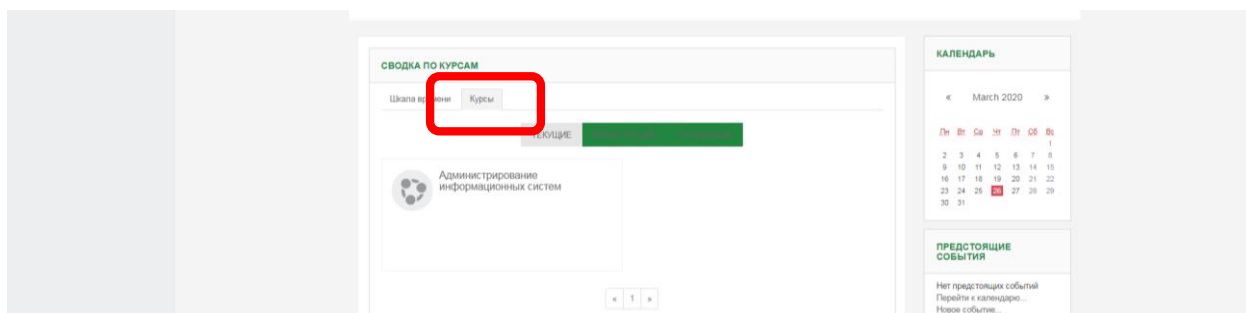 СВОДКА ПО КУРСАМ
Шкала времени Курсы
ТЕКУЩИЕ
Администрирование
информационных систем
« 1 »
КАЛЕНДАРЬ
« March 2020 »
Пн Вт Ср Чт Пт Сб Вс
1
2 3 4 5 6 7 8
9 10 11 12 13 14 15
16 17 18 19 20 21 22
23 24 25 26 27 28 29
30 31
ПРЕДСТОЯЩИЕ
СОБЫТИЯ
Нет предстоящих событий
Перейти к календарю...
Новое событие...